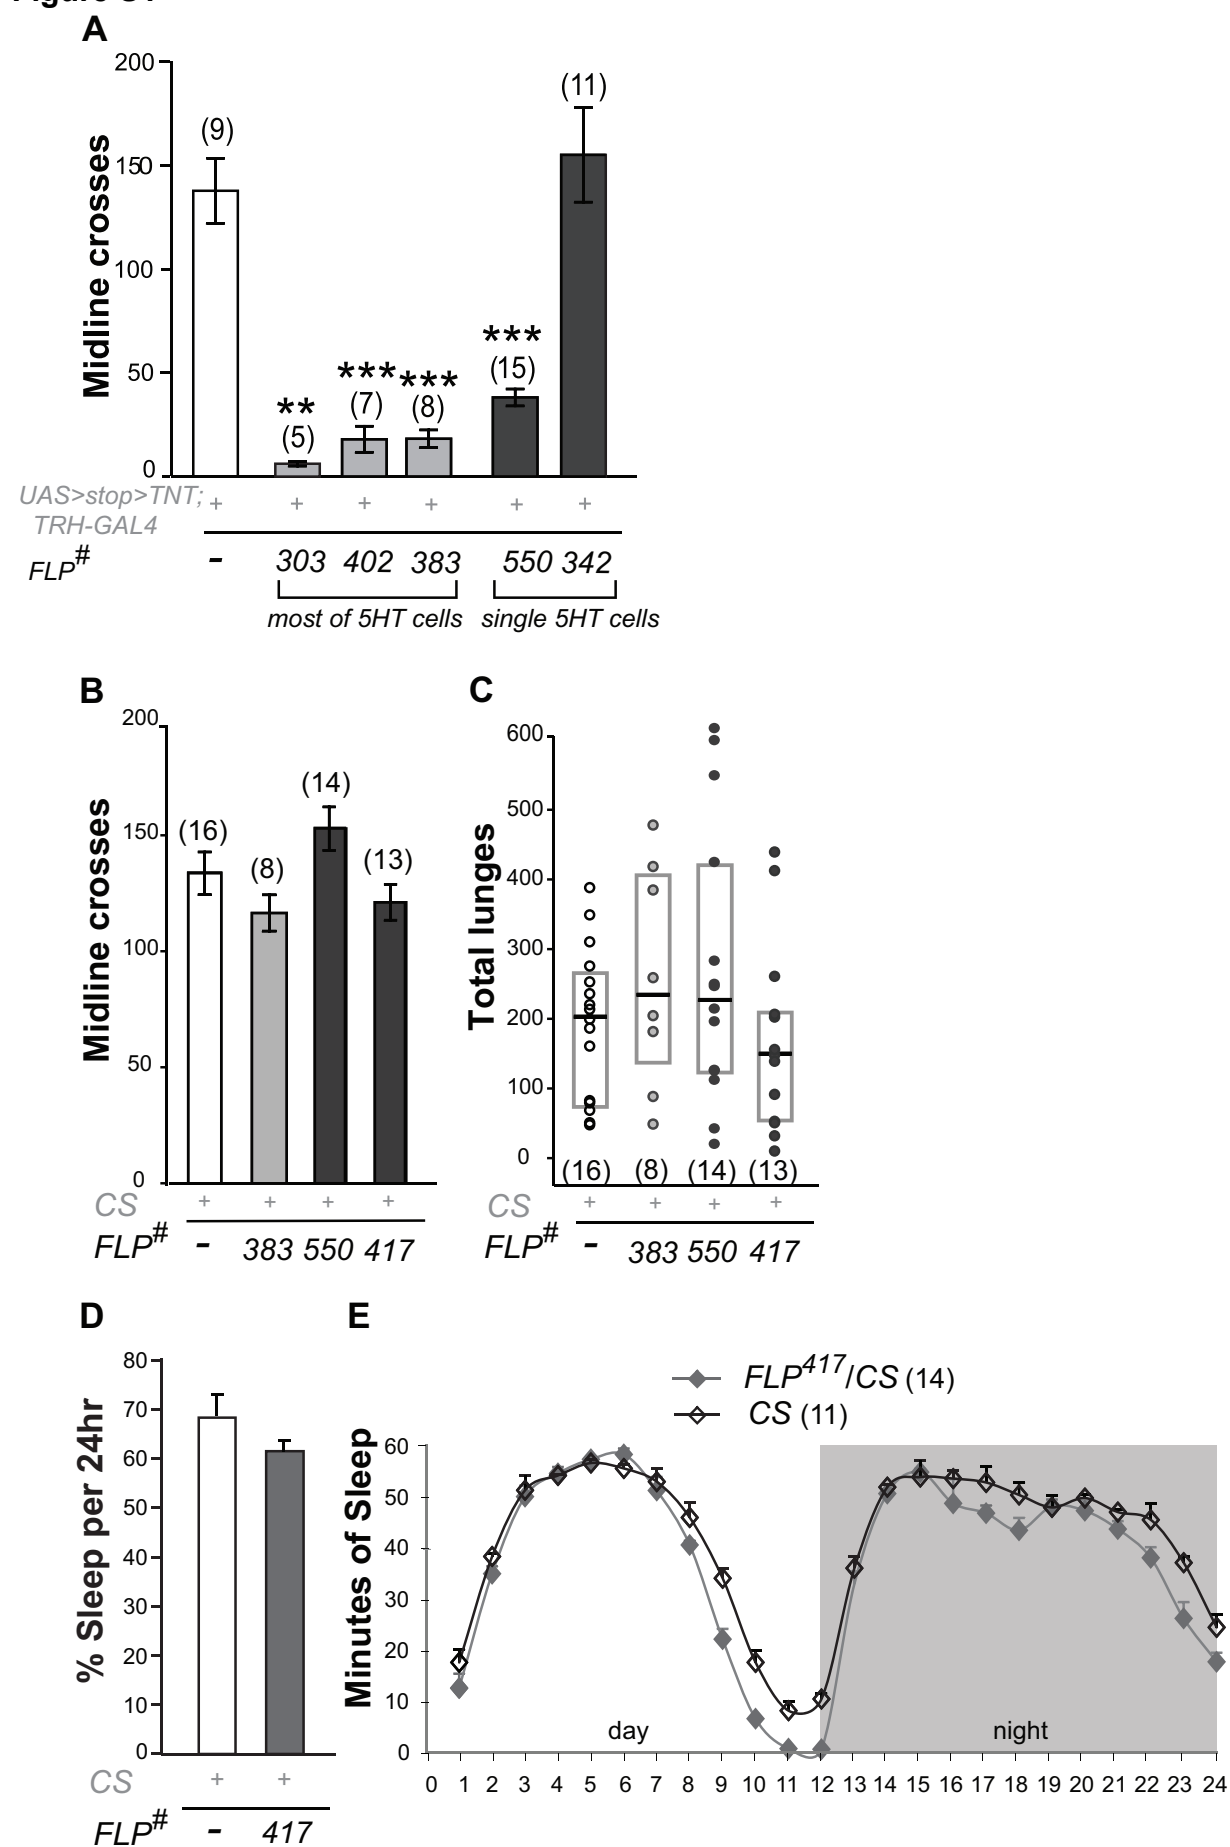 A
200
150
100
50
0
Midline crosses
(9)
(11)
***
(15)
*** ***
(7) (8)
**
(5)
UAS>stop>TNT; + + + + + +
TRH-GAL4
FLP# - 303 402 383 550 342
most of 5HT cells single 5HT cells
B
200
150
100
50
0
Midline crosses
(16) (8) (14) (13)
CS + + + +
FLP# - 383 550 417
C
600
500
400
300
200
100
0
Total lunges
(16) (8) (14) (13)
CS + + + +
FLP# - 383 550 417
D
80
70
60
50
40
30
20
10
0
% Sleep per 24hr
CS + +
FLP# - 417
E
FLP417/CS (14)
CS (11)
60
50
40
30
20
10
0
Minutes of Sleep
day night
0 1 2 3 4 5 6 7 8 9 10 11 12 13 14 15 16 17 18 19 20 21 22 23 24